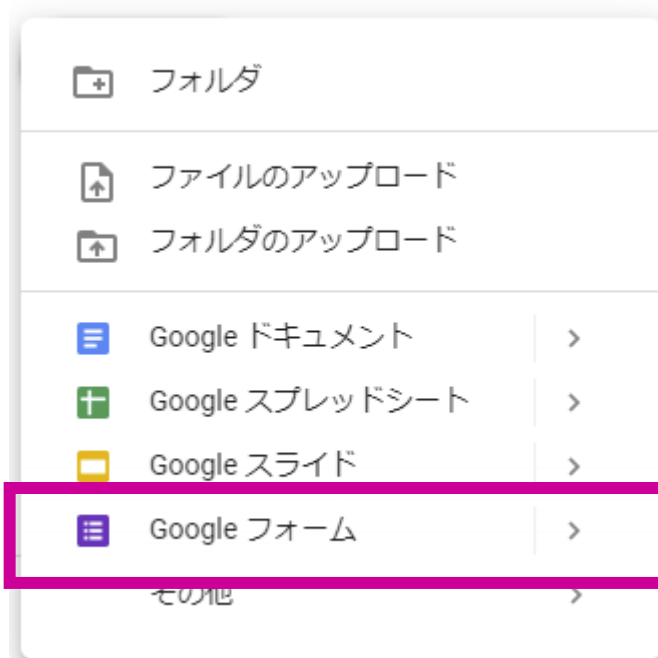 フォルダ
ファイルのアップロード
フォルダのアップロード
Google ドキュメント
Google スプレッドシート
Google スライド
Google フォーム
その他